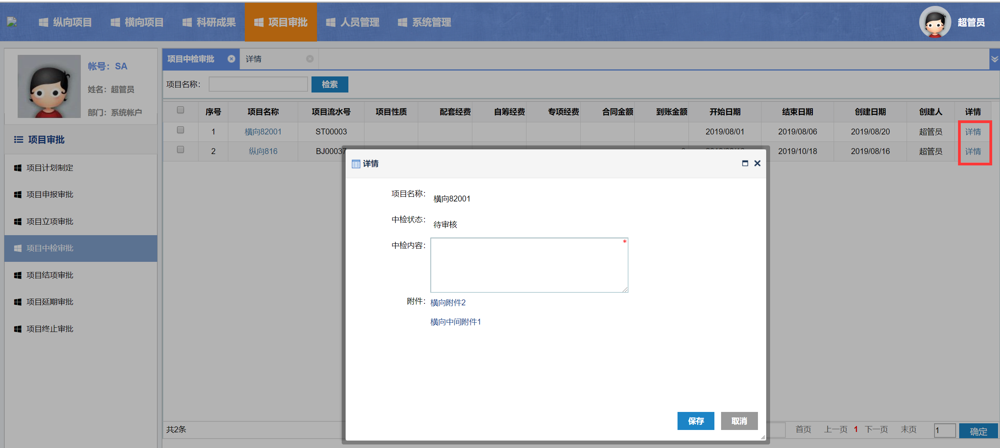 纵向项目 横向项目 科研成果 项目审批 人员管理 系统管理 超管员
帐号：SA
姓名：超管员
部门：系统帐户
项目审批
项目计划制定
项目申报审批
项目立项审批
项目中检审批
项目结项审批
项目延期审批
项目终止审批
项目中检审批 详情
项目名称： 检索
序号 项目名称 项目流水号 项目性质 配套经费 自筹经费 专项经费 合同金额 到账金额 开始日期 结束日期 创建日期 创建人 详情
1 横向82001 ST00003 2019/08/01 2019/08/06 2019/08/20 超管员 详情
2 纵向816 BJ00037 2019/10/18 2019/08/16 超管员 详情
详情
项目名称： 横向82001
中检状态： 待审核
中检内容： *
附件： 横向附件2
横向中间附件1
保存 取消
共2条 首页 上一页 1 下一页 末页 1 确定